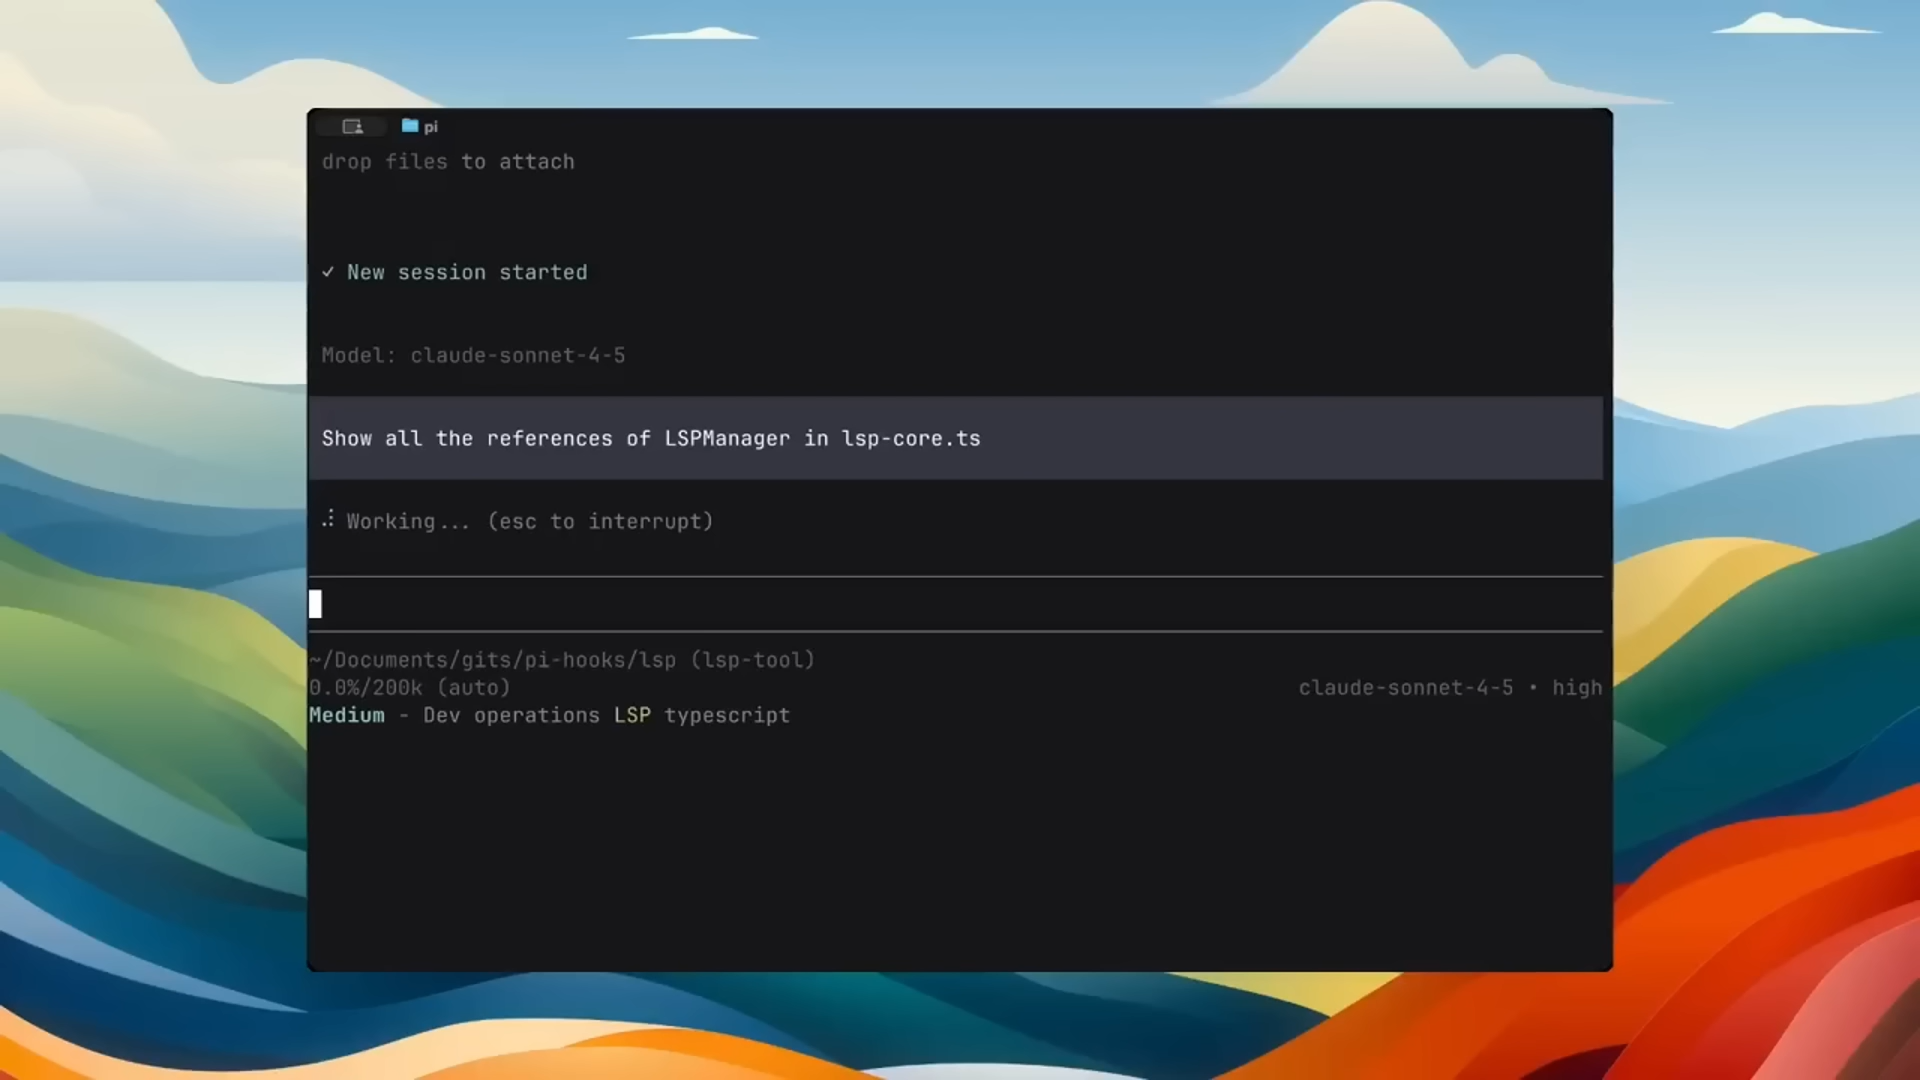 pi
drop files to attach
✓ New session started
Model: claude-sonnet-4-5
Show all the references of LSPManager in lsp-core.ts
Working... (esc to interrupt)
~/Documents/gits/pi-hooks/lsp (lsp-tool)
0.0%/200k (auto) claude-sonnet-4-5 • high
Medium - Dev operations LSP typescript